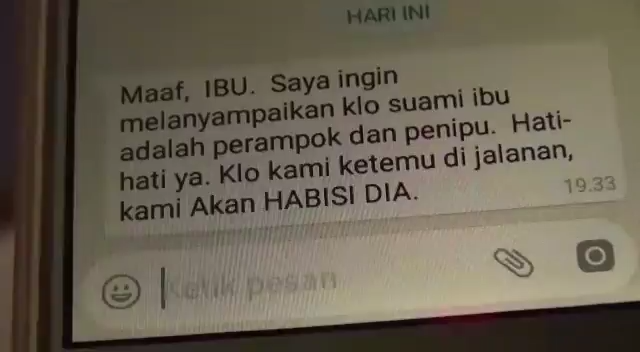 HARI INI
Maaf, IBU. Saya ingin
melanyampaikan klo suami ibu
adalah perampok dan penipu. Hati-
hati ya. Klo kami ketemu di jalanan,
kami Akan HABISI DIA.
19.33
Ketik pesan